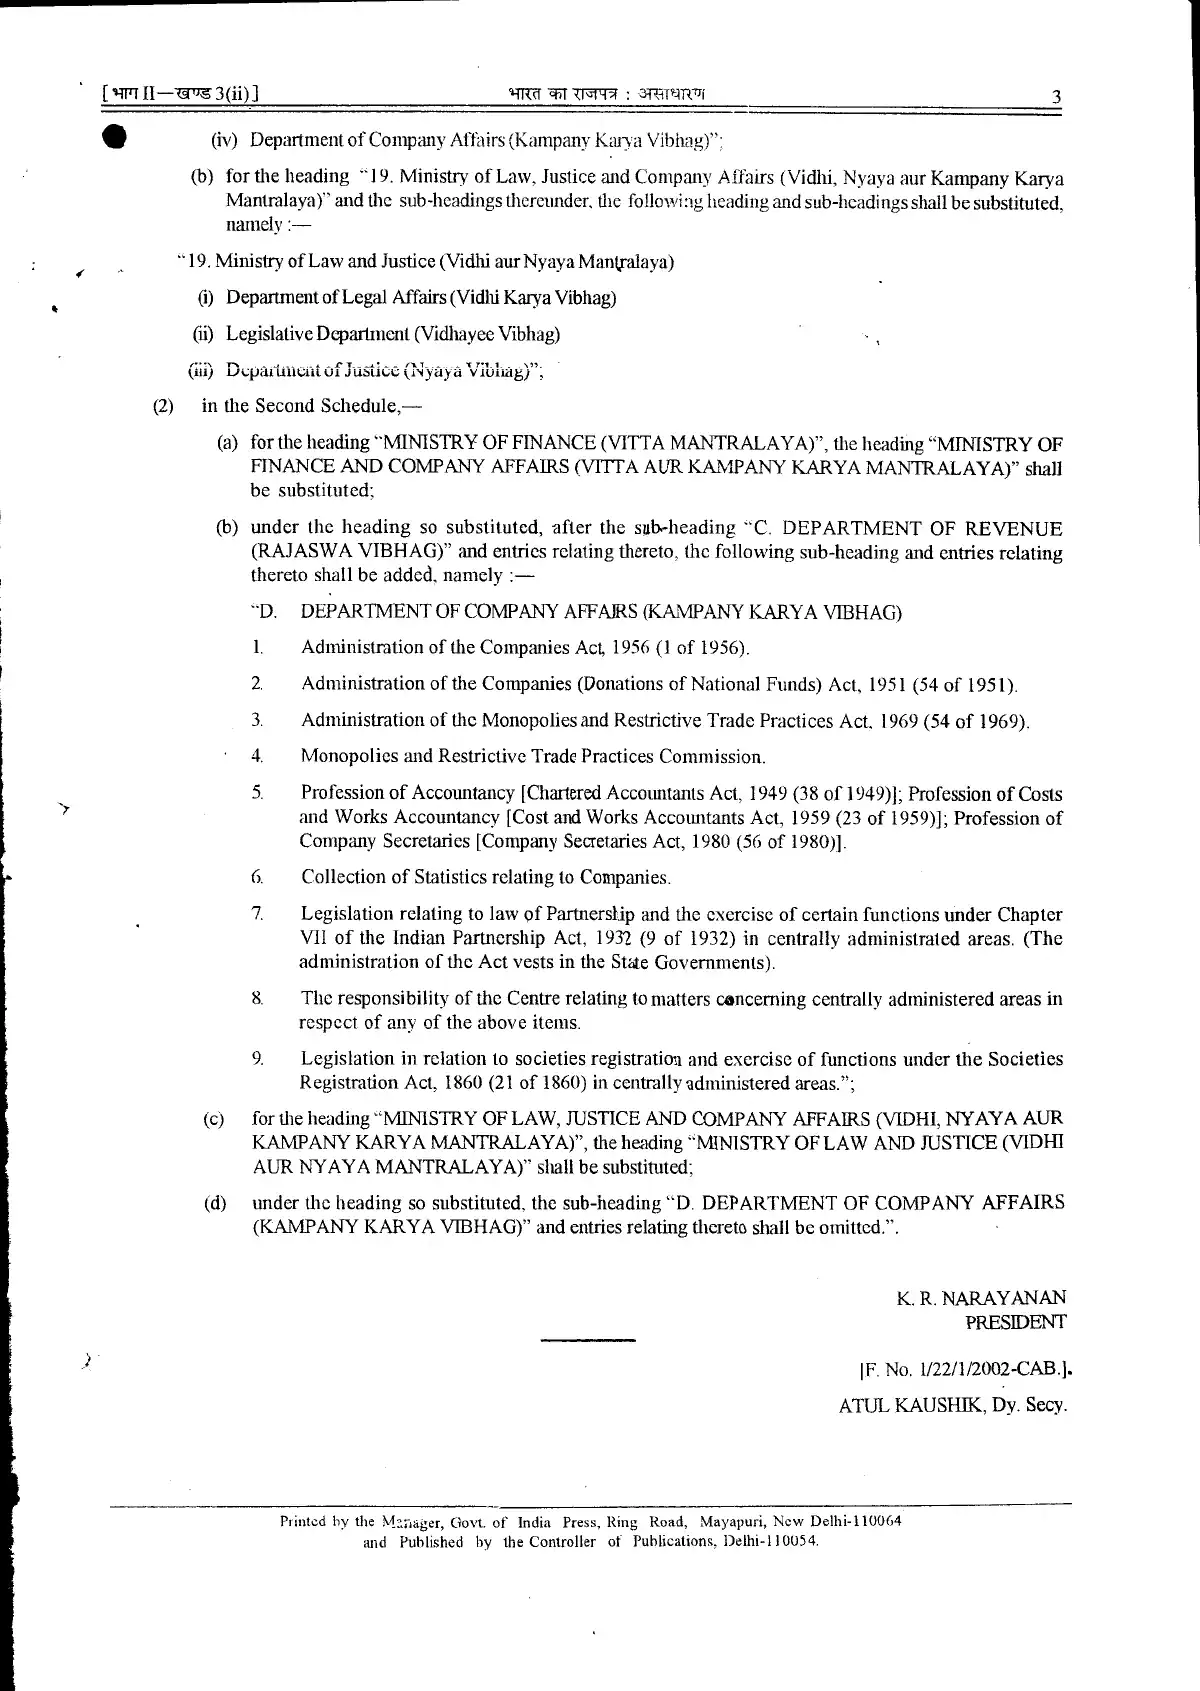 [ भाग II—खण्ड 3(ii) ]
भारत का राजपत्र : असाधारण
3
(iv) Department of Company Affairs (Kampany Karya Vibhag)";
(b) for the heading "19. Ministry of Law, Justice and Company Affairs (Vidhi, Nyaya aur Kampany Karya
Mantralaya)" and the sub-headings thereunder, the following heading and sub-headings shall be substituted,
namely :—
"19. Ministry of Law and Justice (Vidhi aur Nyaya Mantralaya)
(i) Department of Legal Affairs (Vidhi Karya Vibhag)
(ii) Legislative Department (Vidhayee Vibhag)
(iii) Department of Justice (Nyaya Vibhag)";
(2) in the Second Schedule,—
(a) for the heading "MINISTRY OF FINANCE (VITTA MANTRALAYA)", the heading "MINISTRY OF
FINANCE AND COMPANY AFFAIRS (VITTA AUR KAMPANY KARYA MANTRALAYA)" shall
be substituted;
(b) under the heading so substituted, after the sub-heading "C. DEPARTMENT OF REVENUE
(RAJASWA VIBHAG)" and entries relating thereto, the following sub-heading and entries relating
thereto shall be added, namely :—
"D. DEPARTMENT OF COMPANY AFFAIRS (KAMPANY KARYA VIBHAG)
1. Administration of the Companies Act, 1956 (1 of 1956).
2. Administration of the Companies (Donations of National Funds) Act, 1951 (54 of 1951).
3. Administration of the Monopolies and Restrictive Trade Practices Act, 1969 (54 of 1969).
4. Monopolies and Restrictive Trade Practices Commission.
5. Profession of Accountancy [Chartered Accountants Act, 1949 (38 of 1949)]; Profession of Costs
and Works Accountancy [Cost and Works Accountants Act, 1959 (23 of 1959)]; Profession of
Company Secretaries [Company Secretaries Act, 1980 (56 of 1980)].
6. Collection of Statistics relating to Companies.
7. Legislation relating to law of Partnership and the exercise of certain functions under Chapter
VII of the Indian Partnership Act, 1932 (9 of 1932) in centrally administrated areas. (The
administration of the Act vests in the State Governments).
8. The responsibility of the Centre relating to matters concerning centrally administered areas in
respect of any of the above items.
9. Legislation in relation to societies registration and exercise of functions under the Societies
Registration Act, 1860 (21 of 1860) in centrally administered areas.";
(c) for the heading "MINISTRY OF LAW, JUSTICE AND COMPANY AFFAIRS (VIDHI, NYAYA AUR
KAMPANY KARYA MANTRALAYA)", the heading "MINISTRY OF LAW AND JUSTICE (VIDHI
AUR NYAYA MANTRALAYA)" shall be substituted;
(d) under the heading so substituted, the sub-heading "D. DEPARTMENT OF COMPANY AFFAIRS
(KAMPANY KARYA VIBHAG)" and entries relating thereto shall be omitted.".
K. R. NARAYANAN
PRESIDENT
[F. No. 1/22/1/2002-CAB.].
ATUL KAUSHIK, Dy. Secy.
Printed by the Manager, Govt. of India Press, Ring Road, Mayapuri, New Delhi-110064
and Published by the Controller of Publications, Delhi-110054.